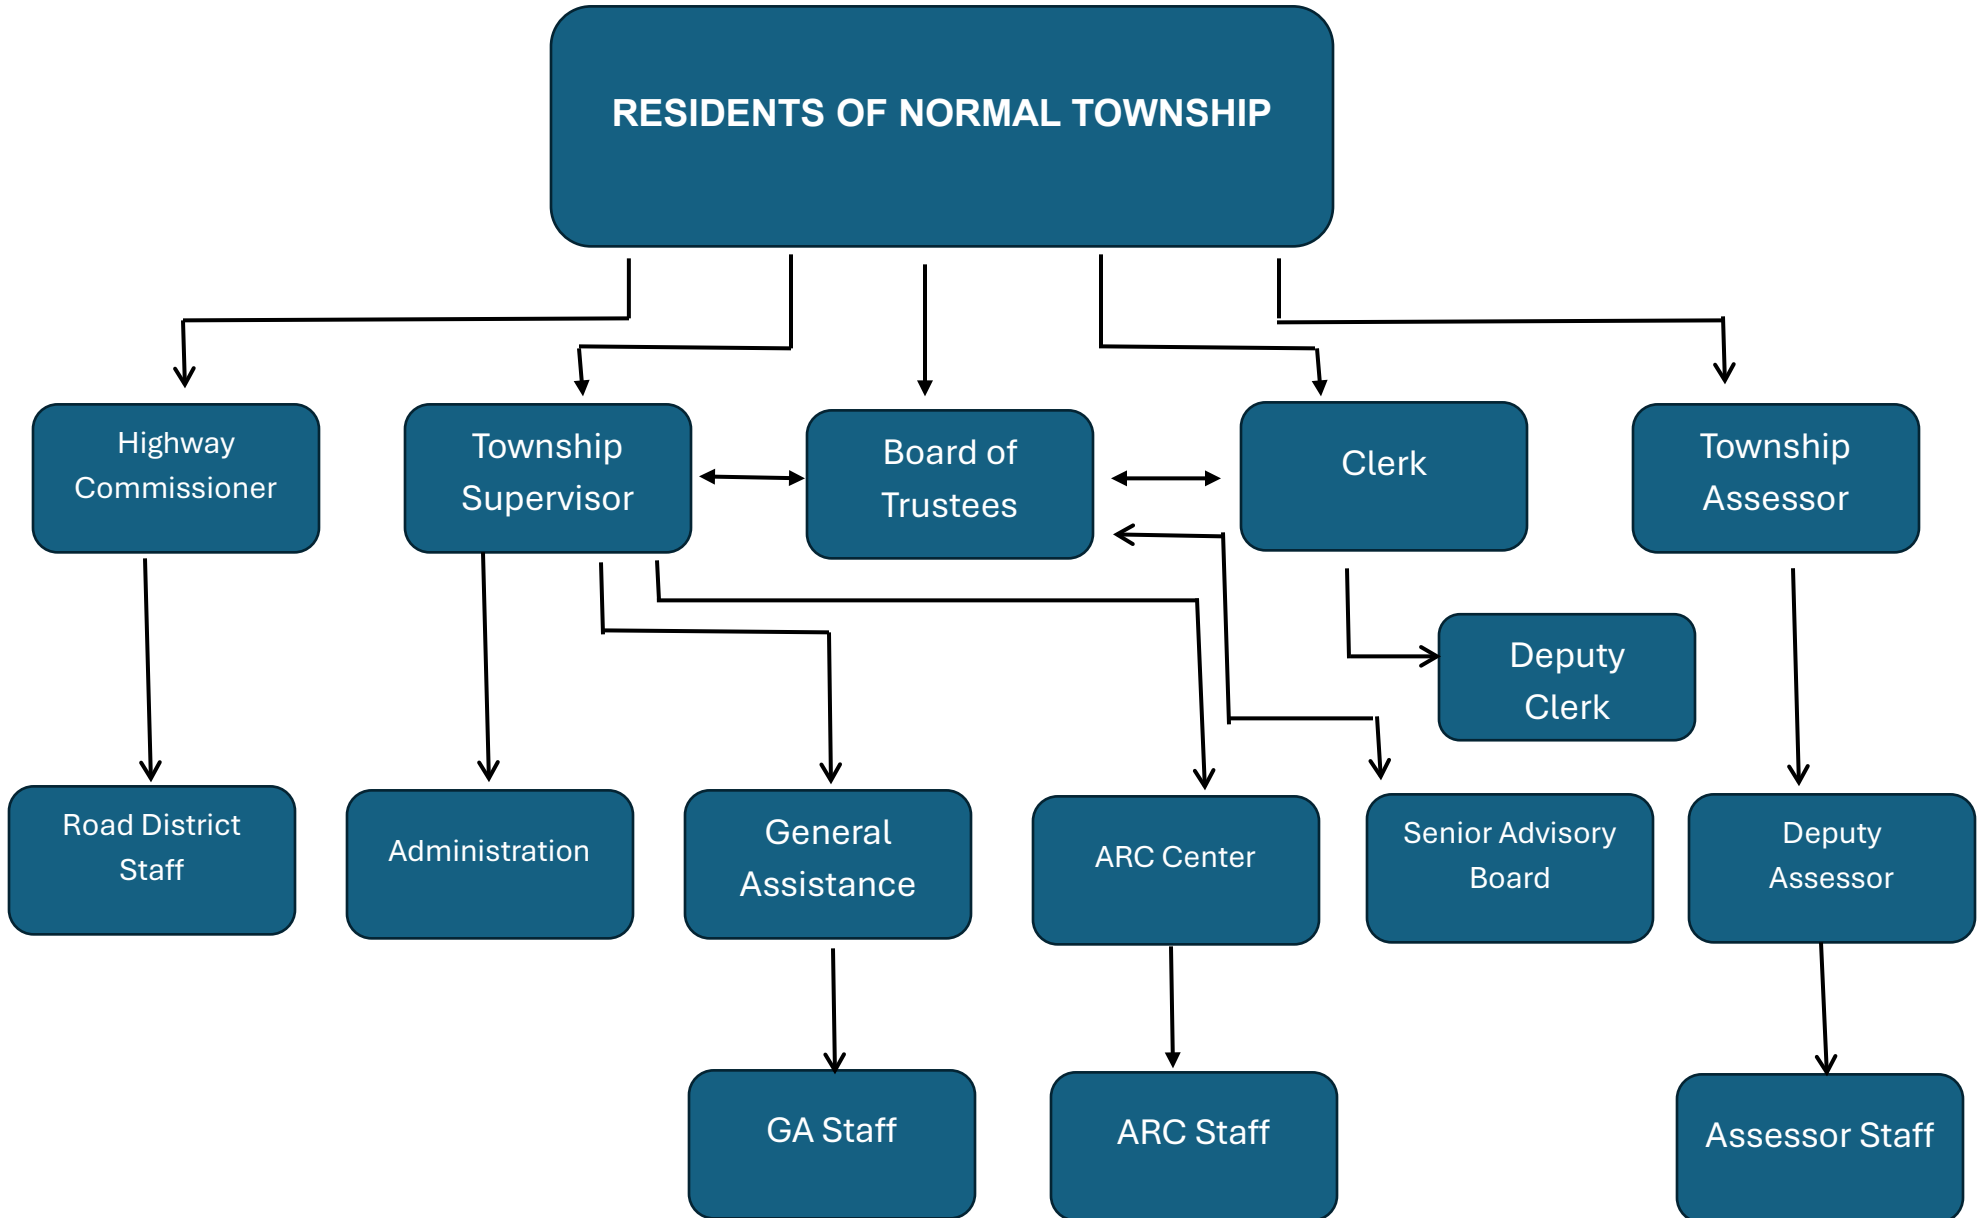 RESIDENTS OF NORMAL TOWNSHIP
Highway
Commissioner
Township
Supervisor
Board of
Trustees
Clerk
Township
Assessor
Deputy
Clerk
Road District
Staff
Administration
General
Assistance
ARC Center
Senior Advisory
Board
Deputy
Assessor
GA Staff
ARC Staff
Assessor Staff